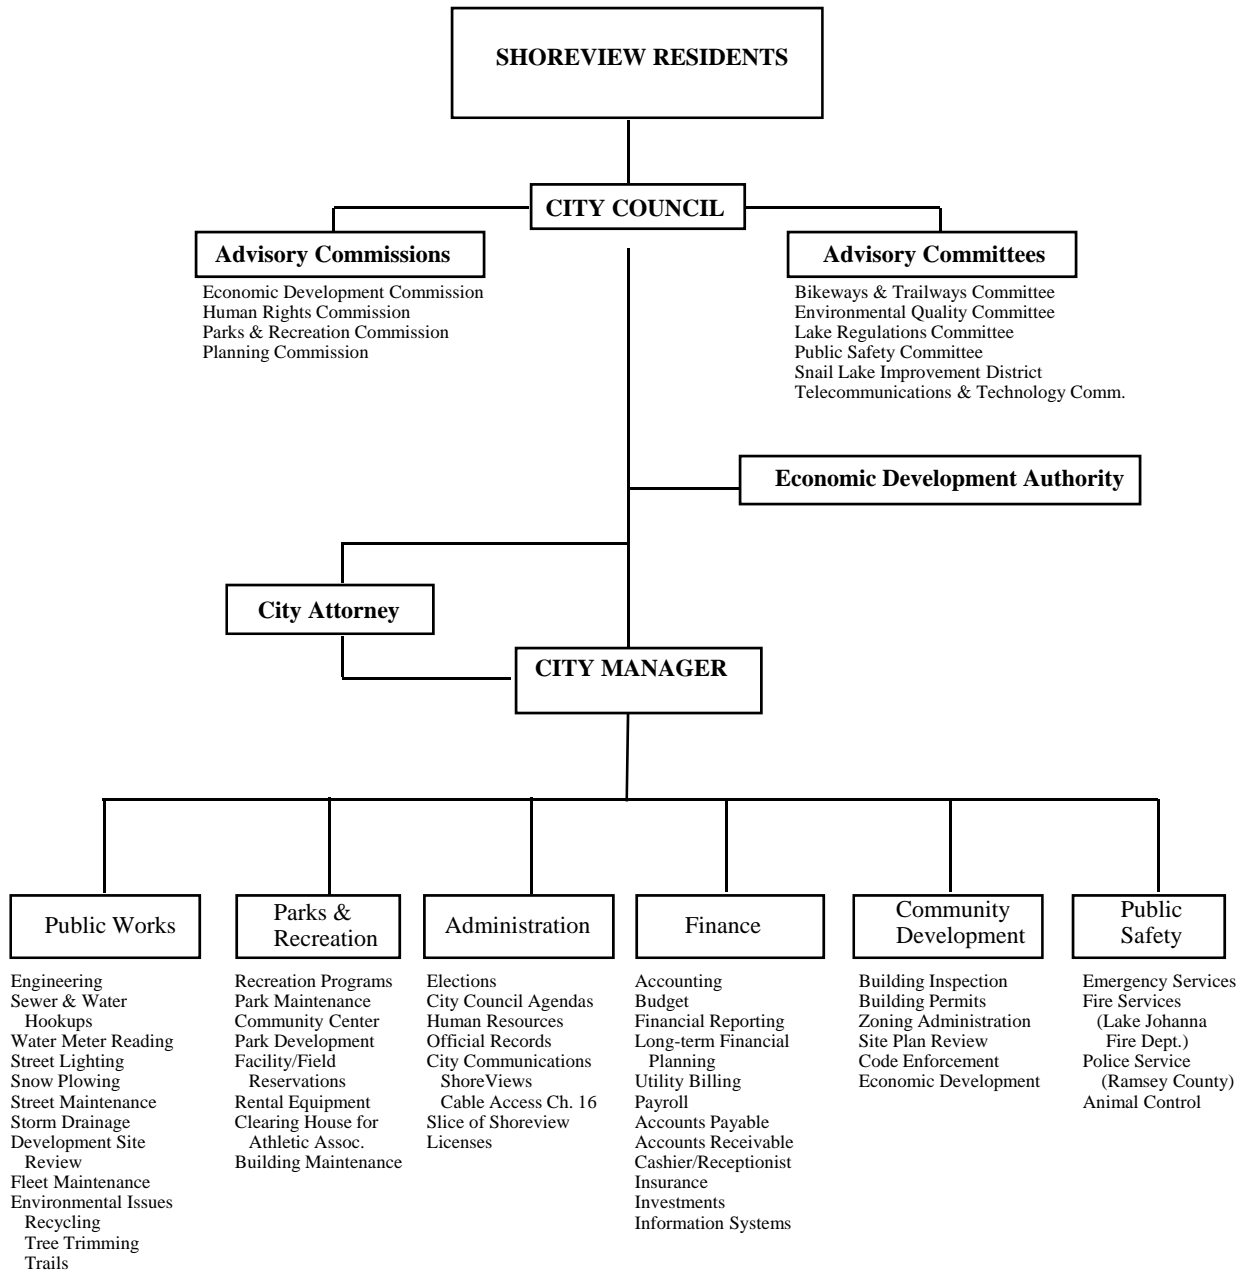 SHOREVIEW RESIDENTS
CITY COUNCIL
Advisory Commissions
Economic Development Commission
Human Rights Commission
Parks & Recreation Commission
Planning Commission
Advisory Committees
Bikeways & Trailways Committee
Environmental Quality Committee
Lake Regulations Committee
Public Safety Committee
Snail Lake Improvement District
Telecommunications & Technology Comm.
Economic Development Authority
City Attorney
CITY MANAGER
Public Works
Engineering
Sewer & Water
Hookups
Water Meter Reading
Street Lighting
Snow Plowing
Street Maintenance
Storm Drainage
Development Site
Review
Fleet Maintenance
Environmental Issues
Recycling
Tree Trimming
Trails
Parks &
Recreation
Recreation Programs
Park Maintenance
Community Center
Park Development
Facility/Field
Reservations
Rental Equipment
Clearing House for
Athletic Assoc.
Building Maintenance
Administration
Elections
City Council Agendas
Human Resources
Official Records
City Communications
ShoreViews
Cable Access Ch. 16
Slice of Shoreview
Licenses
Finance
Accounting
Budget
Financial Reporting
Long-term Financial
Planning
Utility Billing
Payroll
Accounts Payable
Accounts Receivable
Cashier/Receptionist
Insurance
Investments
Information Systems
Community
Development
Building Inspection
Building Permits
Zoning Administration
Site Plan Review
Code Enforcement
Economic Development
Public
Safety
Emergency Services
Fire Services
(Lake Johanna
Fire Dept.)
Police Service
(Ramsey County)
Animal Control